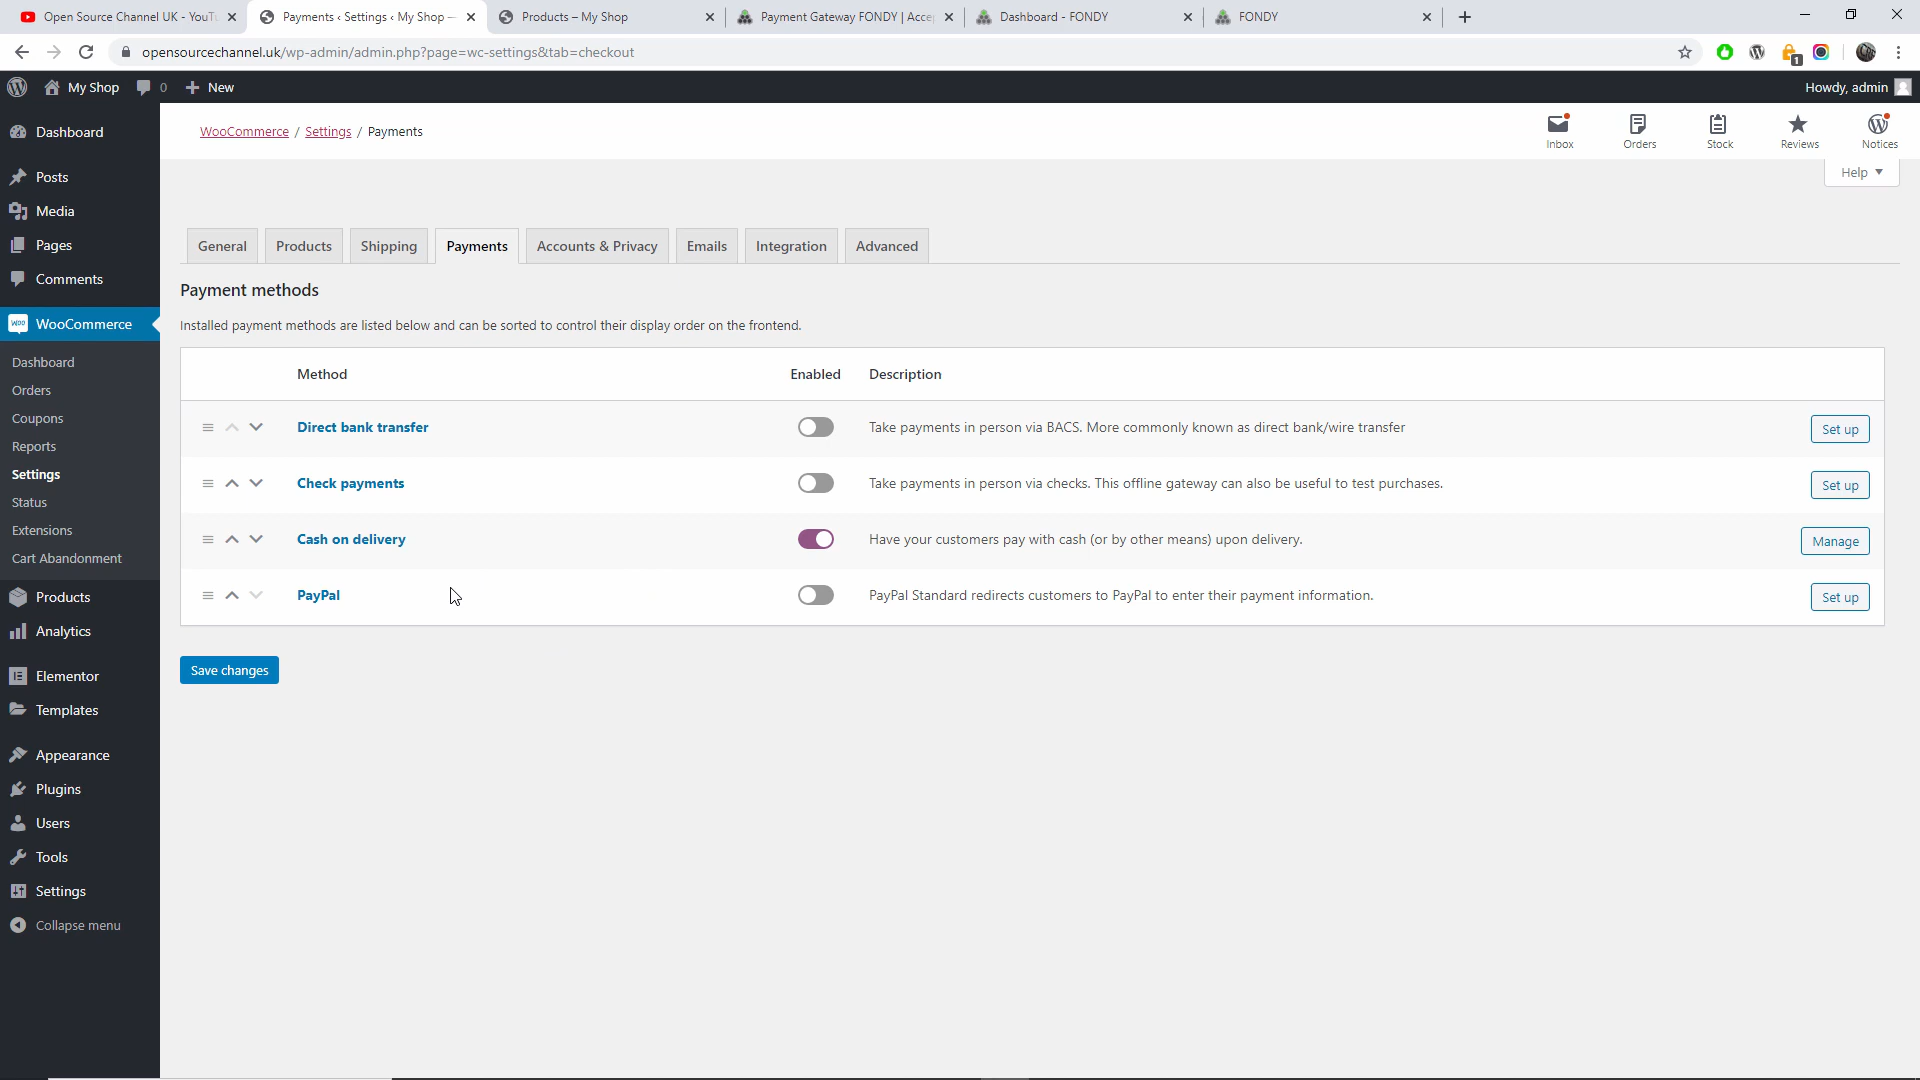 Open Source Channel UK - YouTu
Payments ‹ Settings ‹ My Shop —
Products – My Shop
Payment Gateway FONDY | Acce
Dashboard - FONDY
FONDY
opensourcechannel.uk/wp-admin/admin.php?page=wc-settings&tab=checkout
1
My Shop
0
New
Howdy, admin
WooCommerce / Settings / Payments
Inbox
Orders
Stock
Reviews
Notices
Help
Dashboard
Posts
Media
Pages
Comments
Woo
WooCommerce
Dashboard
Orders
Coupons
Reports
Settings
Status
Extensions
Cart Abandonment
Products
Analytics
Elementor
Templates
Appearance
Plugins
Users
Tools
Settings
Collapse menu
General
Products
Shipping
Payments
Accounts & Privacy
Emails
Integration
Advanced
Payment methods
Installed payment methods are listed below and can be sorted to control their display order on the frontend.
Method Enabled Description
Direct bank transfer Take payments in person via BACS. More commonly known as direct bank/wire transfer Set up
Check payments Take payments in person via checks. This offline gateway can also be useful to test purchases. Set up
Cash on delivery Have your customers pay with cash (or by other means) upon delivery. Manage
PayPal PayPal Standard redirects customers to PayPal to enter their payment information. Set up
Save changes